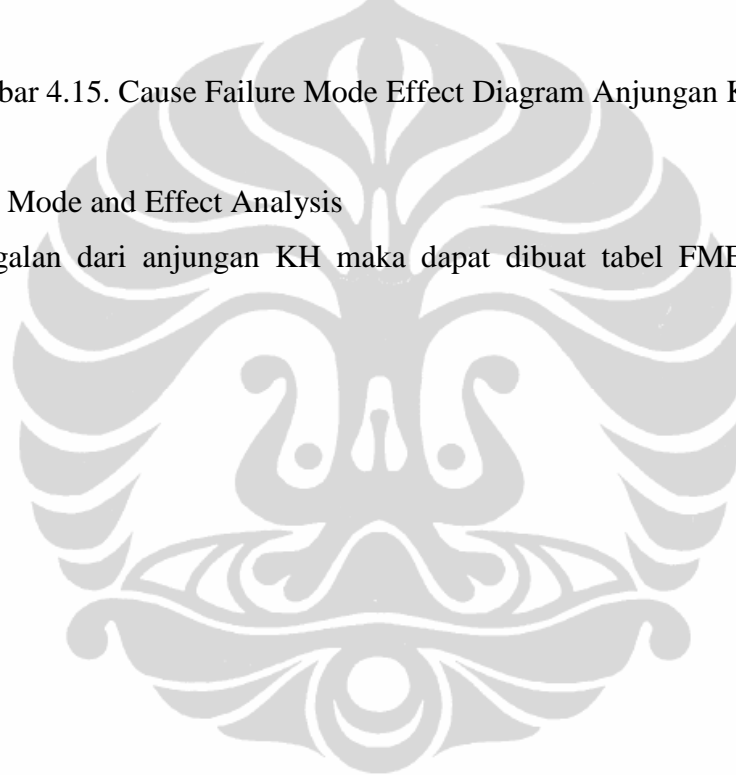 bar 4.15. Cause Failure Mode Effect Diagram Anjungan K
Mode and Effect Analysis
galan dari anjungan KH maka dapat dibuat tabel FME